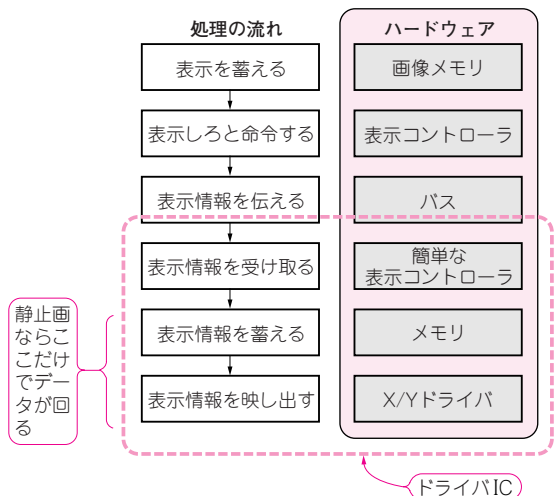 処理の流れ
ハードウェア
表示を蓄える
画像メモリ
表示しろと命令する
表示コントローラ
表示情報を伝える
バス
表示情報を受け取る
簡単な
表示コントローラ
表示情報を蓄える
メモリ
表示情報を映し出す
X/Yドライバ
静止画
ならこ
こだけ
でデー
タが回
る
ドライバIC